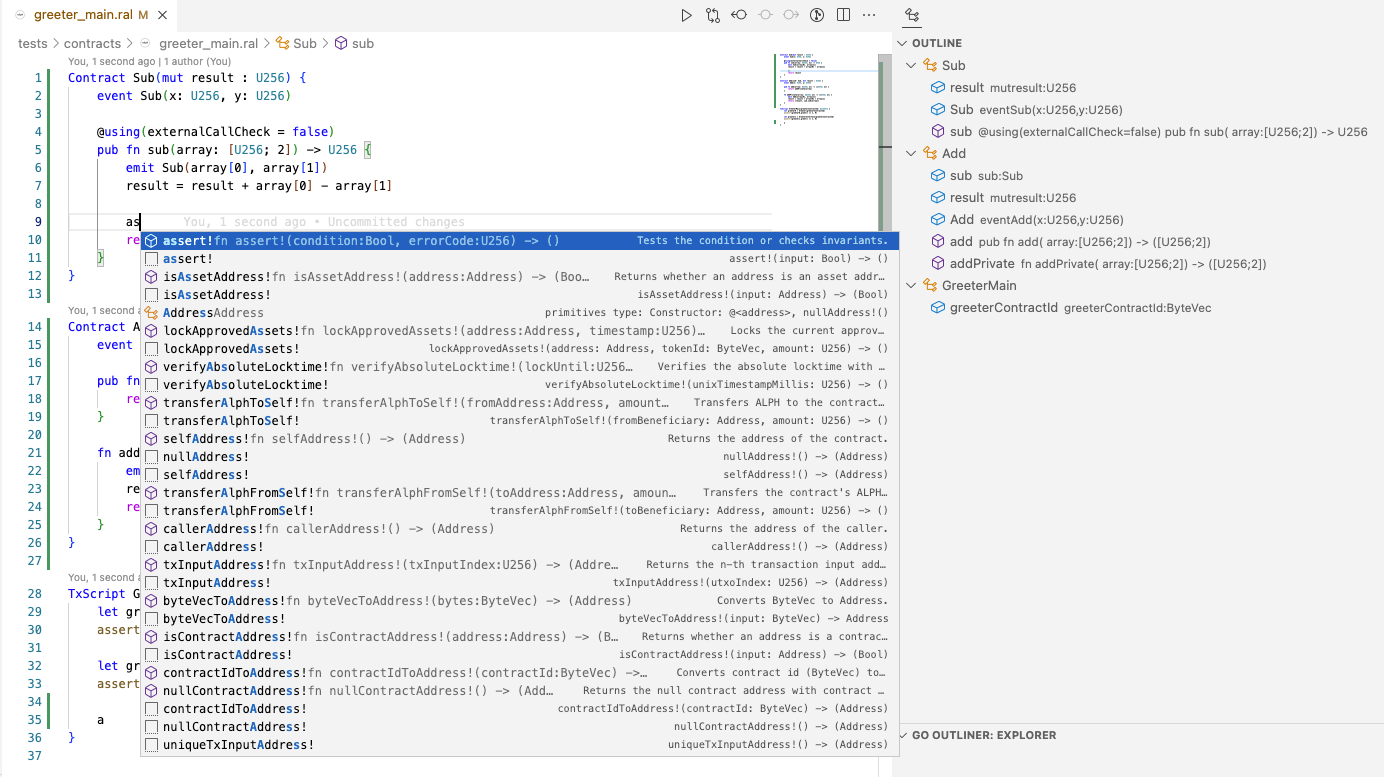 greeter_main.ral M
tests > contracts > greeter_main.ral > Sub > sub
You, 1 second ago | 1 author (You)
1 Contract Sub(mut result : U256) {
2 event Sub(x: U256, y: U256)
3
4 @using(externalCallCheck = false)
5 pub fn sub(array: [U256; 2]) -> U256 {
6 emit Sub(array[0], array[1])
7 result = result + array[0] - array[1]
8
9 as You, 1 second ago • Uncommitted changes
10 re
11 }
12 }
13
You, 1 second a
14 Contract A
15 event
16
17 pub fn
18 re
19 }
20
21 fn add
22 em
23 re
24 re
25 }
26 }
27
You, 1 second a
28 TxScript G
29 let gr
30 assert
31
32 let gr
33 assert
34
35 a
36 }
37
assert!fn assert!(condition:Bool, errorCode:U256) -> () Tests the condition or checks invariants.
assert! assert!(input: Bool) -> ()
isAssetAddress!fn isAssetAddress!(address:Address) -> (Boo… Returns whether an address is an asset addr…
isAssetAddress! isAssetAddress!(input: Address) -> (Bool)
AddressAddress primitives type: Constructor: @<address>, nullAddress!()
lockApprovedAssets!fn lockApprovedAssets!(address:Address, timestamp:U256)… Locks the current approv…
lockApprovedAssets! lockApprovedAssets!(address: Address, tokenId: ByteVec, amount: U256) -> ()
verifyAbsoluteLocktime!fn verifyAbsoluteLocktime!(lockUntil:U256… Verifies the absolute locktime with …
verifyAbsoluteLocktime! verifyAbsoluteLocktime!(unixTimestampMillis: U256) -> ()
transferAlphToSelf!fn transferAlphToSelf!(fromAddress:Address, amount… Transfers ALPH to the contract…
transferAlphToSelf! transferAlphToSelf!(fromBeneficiary: Address, amount: U256) -> ()
selfAddress!fn selfAddress!() -> (Address) Returns the address of the contract.
nullAddress! nullAddress!() -> (Address)
selfAddress! selfAddress!() -> (Address)
transferAlphFromSelf!fn transferAlphFromSelf!(toAddress:Address, amoun… Transfers the contract's ALPH…
transferAlphFromSelf! transferAlphFromSelf!(toBeneficiary: Address, amount: U256) -> ()
callerAddress!fn callerAddress!() -> (Address) Returns the address of the caller.
callerAddress! callerAddress!() -> (Address)
txInputAddress!fn txInputAddress!(txInputIndex:U256) -> (Addre… Returns the n-th transaction input add…
txInputAddress! txInputAddress!(utxoIndex: U256) -> (Address)
byteVecToAddress!fn byteVecToAddress!(bytes:ByteVec) -> (Address) Converts ByteVec to Address.
byteVecToAddress! byteVecToAddress!(input: ByteVec) -> Address
isContractAddress!fn isContractAddress!(address:Address) -> (B… Returns whether an address is a contrac…
isContractAddress! isContractAddress!(input: Address) -> (Bool)
contractIdToAddress!fn contractIdToAddress!(contractId:ByteVec) ->… Converts contract id (ByteVec) to…
nullContractAddress!fn nullContractAddress!() -> (Add… Returns the null contract address with contract …
contractIdToAddress! contractIdToAddress!(contractId: ByteVec) -> (Address)
nullContractAddress! nullContractAddress!() -> (Address)
uniqueTxInputAddress! uniqueTxInputAddress!() -> (Address)
OUTLINE
Sub
result mutresult:U256
Sub eventSub(x:U256,y:U256)
sub @using(externalCallCheck=false) pub fn sub( array:[U256;2]) -> U256
Add
sub sub:Sub
result mutresult:U256
Add eventAdd(x:U256,y:U256)
add pub fn add( array:[U256;2]) -> ([U256;2])
addPrivate fn addPrivate( array:[U256;2]) -> ([U256;2])
GreeterMain
greeterContractId greeterContractId:ByteVec
GO OUTLINER: EXPLORER